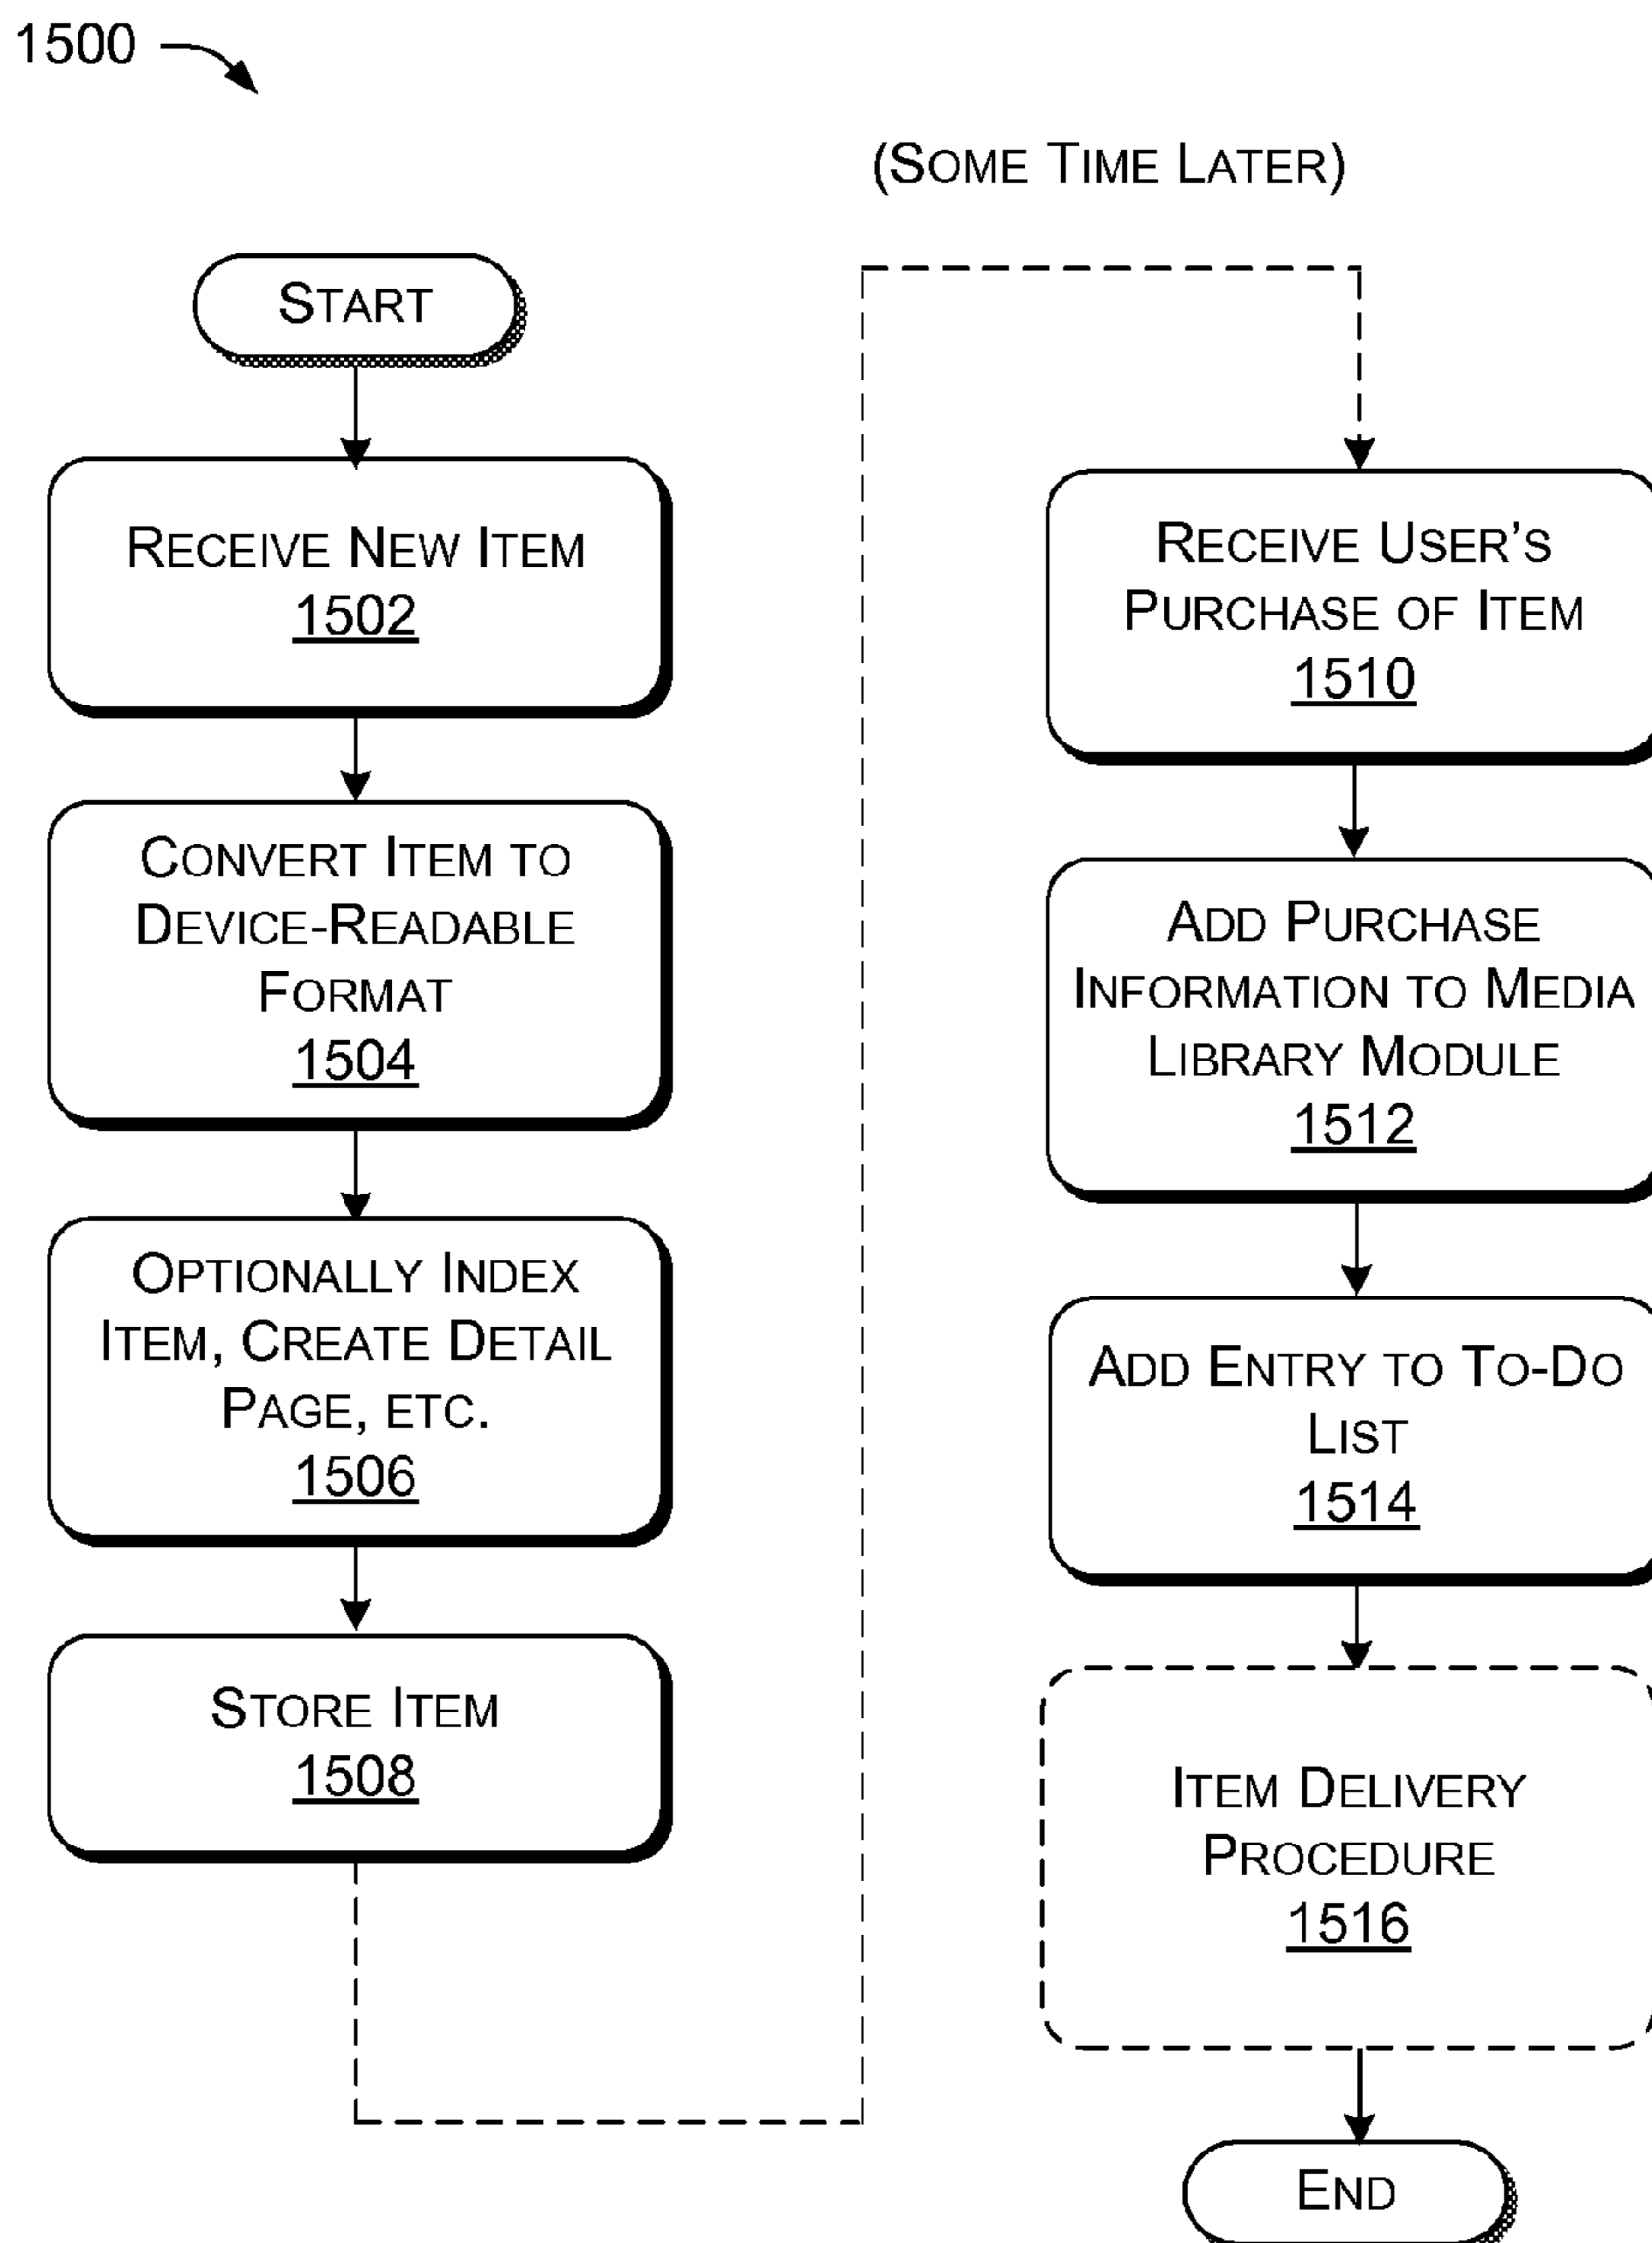 1500
(SOME TIME LATER)
START
RECEIVE NEW ITEM
1502
CONVERT ITEM TO
DEVICE-READABLE
FORMAT
1504
OPTIONALLY INDEX
ITEM, CREATE DETAIL
PAGE, ETC.
1506
STORE ITEM
1508
RECEIVE USER’S
PURCHASE OF ITEM
1510
ADD PURCHASE
INFORMATION TO MEDIA
LIBRARY MODULE
1512
ADD ENTRY TO TO-DO
LIST
1514
ITEM DELIVERY
PROCEDURE
1516
END